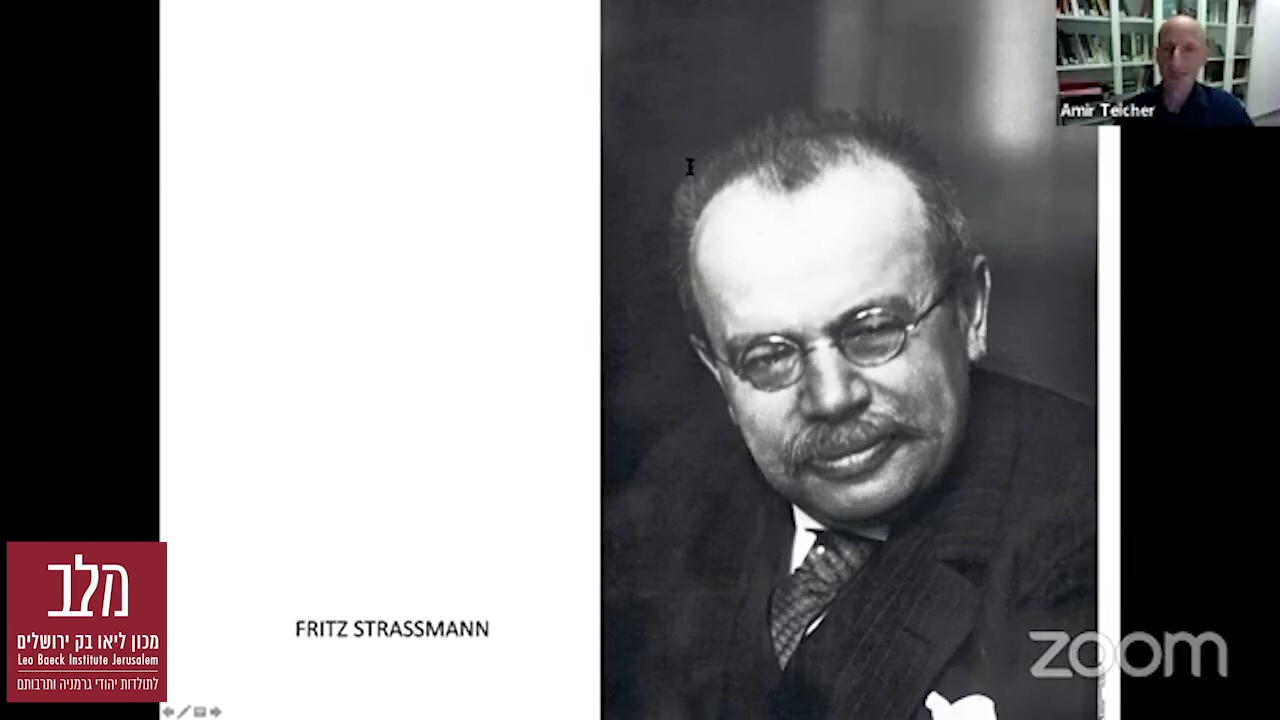 Amir Teicher
FRITZ STRASSMANN
מלב
מכון ליאו בק ירושלים
Leo Baeck Institute Jerusalem
לתולדות יהודי גרמניה ותרבותם
zoom